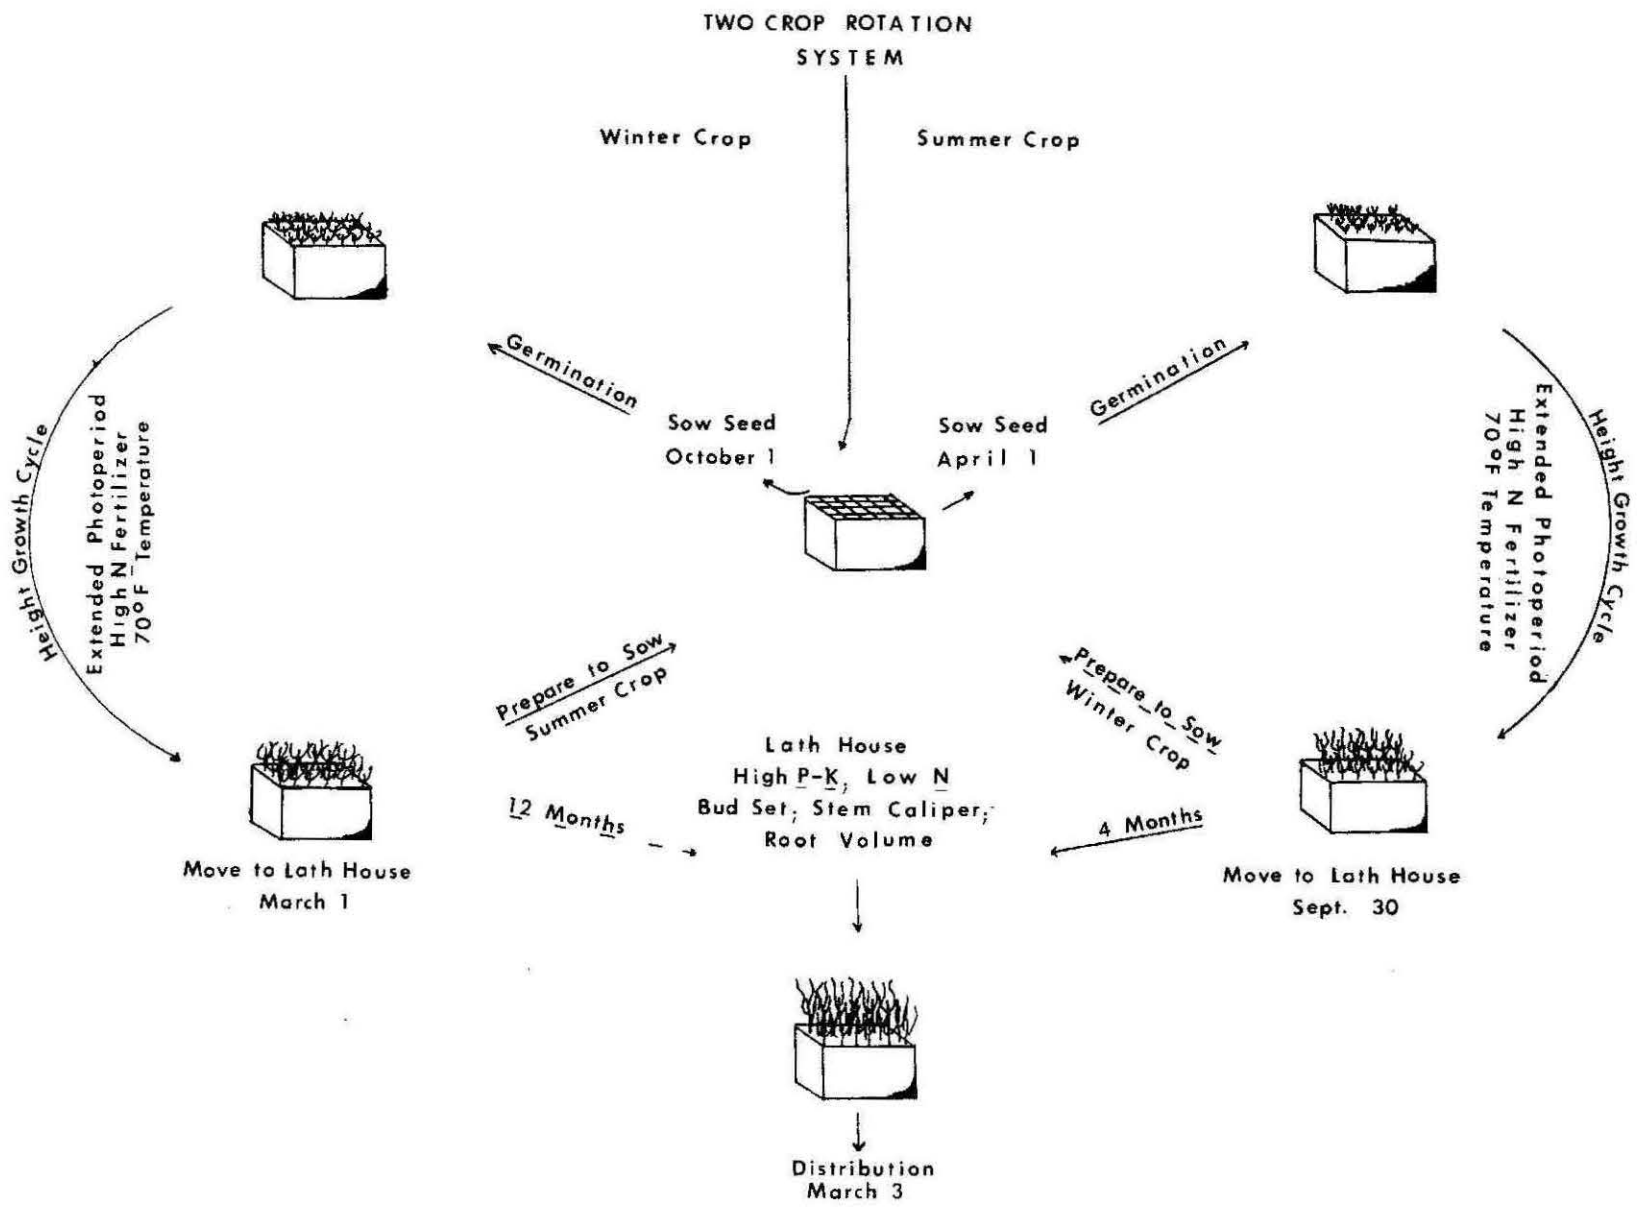 TWO CROP ROTATION
SYSTEM
Winter Crop
Summer Crop
Germination
Germination
Sow Seed
October 1
Sow Seed
April 1
Height Growth Cycle
Extended Photoperiod
High N Fertilizer
70°F Temperature
Height Growth Cycle
Extended Photoperiod
High N Fertilizer
70°F Temperature
Prepare to Sow
Summer Crop
Prepare to Sow
Winter Crop
Lath House
High P-K, Low N
Bud Set; Stem Caliper;
Root Volume
12 Months
4 Months
Move to Lath House
March 1
Move to Lath House
Sept. 30
Distribution
March 3